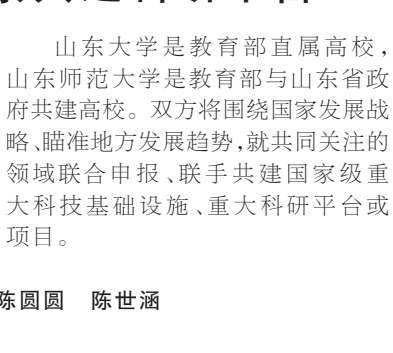 山东大学是教育部直属高校，
山东师范大学是教育部与山东省政
府共建高校。双方将围绕国家发展战
略、瞄准地方发展趋势，就共同关注的
领域联合申报、联手共建国家级重
大科技基础设施、重大科研平台或
项目。
陈圆圆 陈世涵